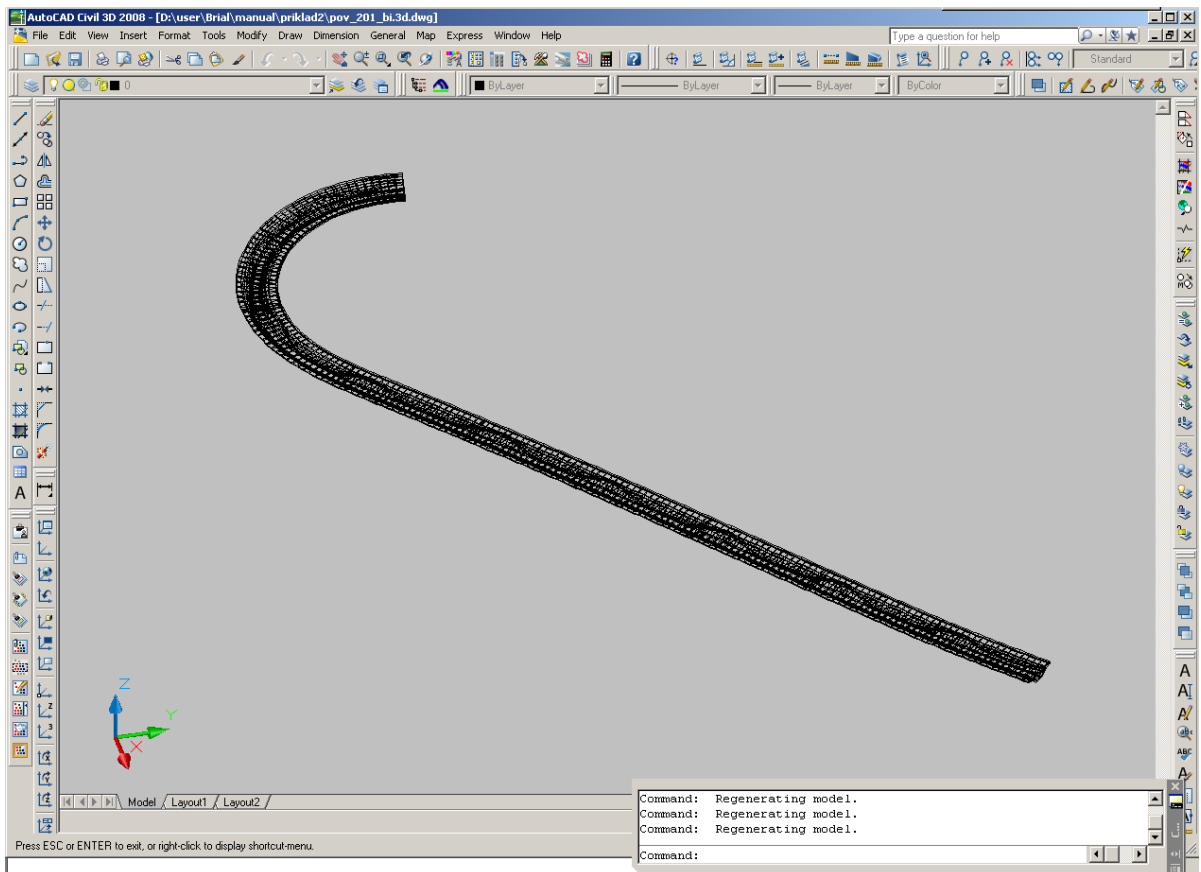 AutoCAD Civil 3D 2008 - [D:\user\Brial\manual\priklad2\pov_201_bi.3d.dwg]
File Edit View Insert Format Tools Modify Draw Dimension General Map Express Window Help Type a question for help
Standard
0 ByLayer ByLayer ByLayer ByColor
Z
Y
X
Model Layout1 Layout2
Command: Regenerating model.
Command: Regenerating model.
Command: Regenerating model.
Command:
Press ESC or ENTER to exit, or right-click to display shortcut-menu.